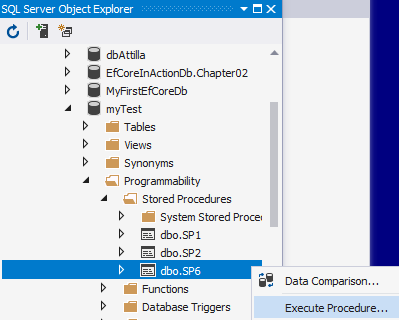 SQL Server Object Explorer
dbAttilla
EfCoreInActionDb.Chapter02
MyFirstEfCoreDb
myTest
Tables
Views
Synonyms
Programmability
Stored Procedures
System Stored Proce
dbo.SP1
dbo.SP2
dbo.SP6
Data Comparison...
Functions
Database Triggers
Execute Procedure...